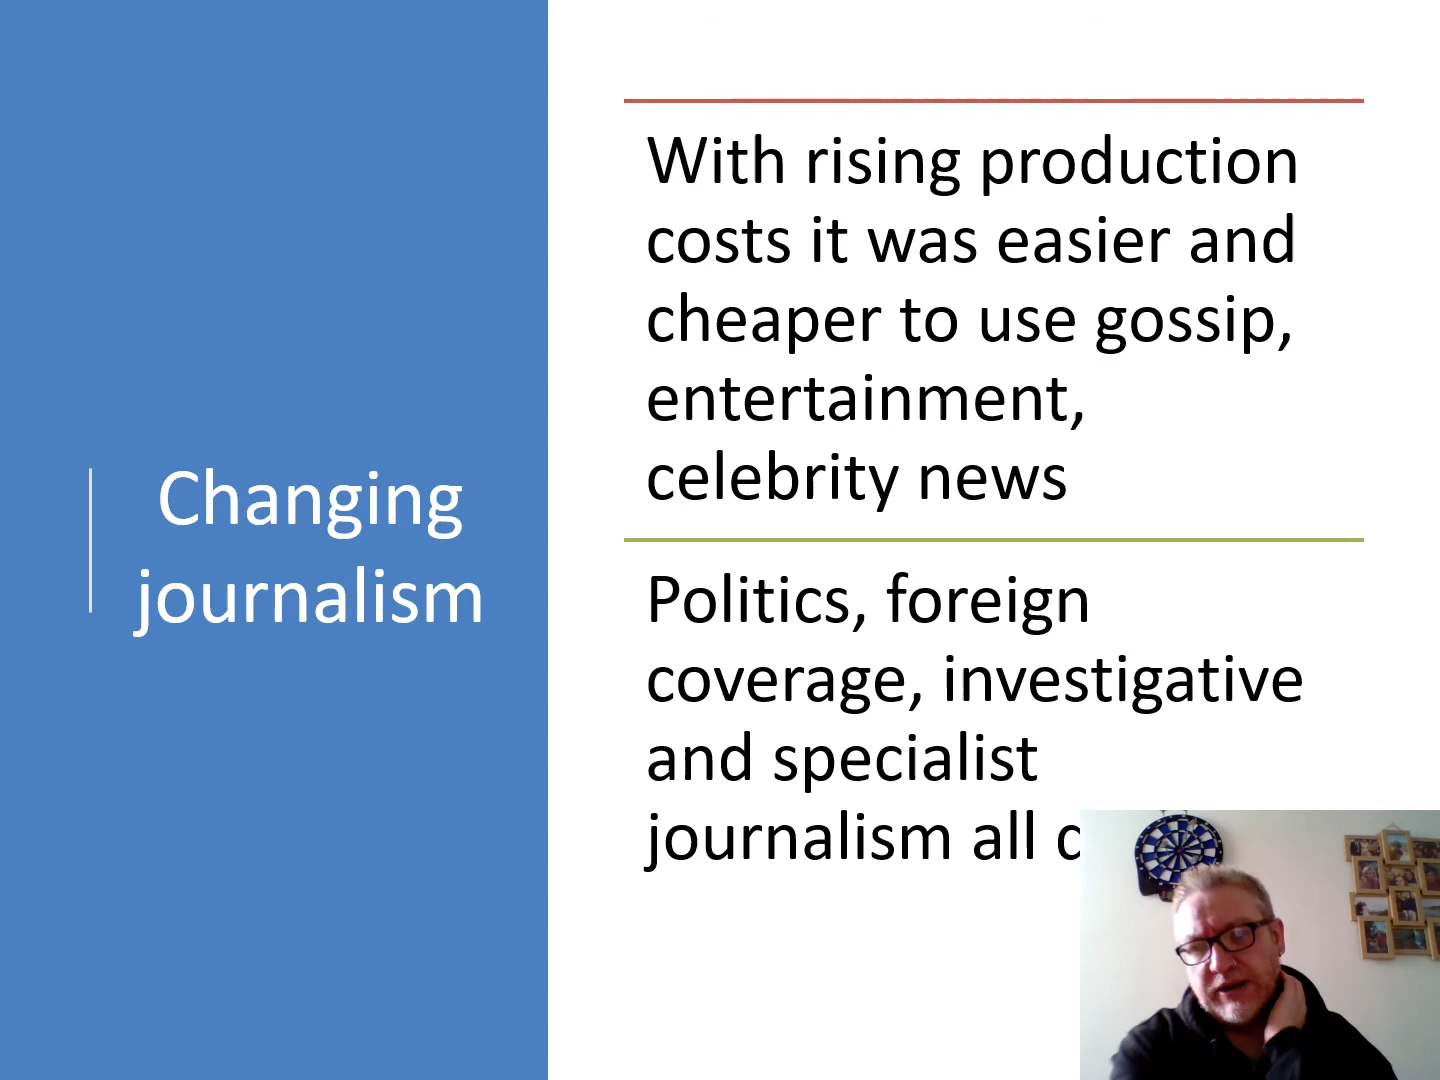 Changing
journalism
With rising production
costs it was easier and
cheaper to use gossip,
entertainment,
celebrity news
Politics, foreign
coverage, investigative
and specialist
journalism all